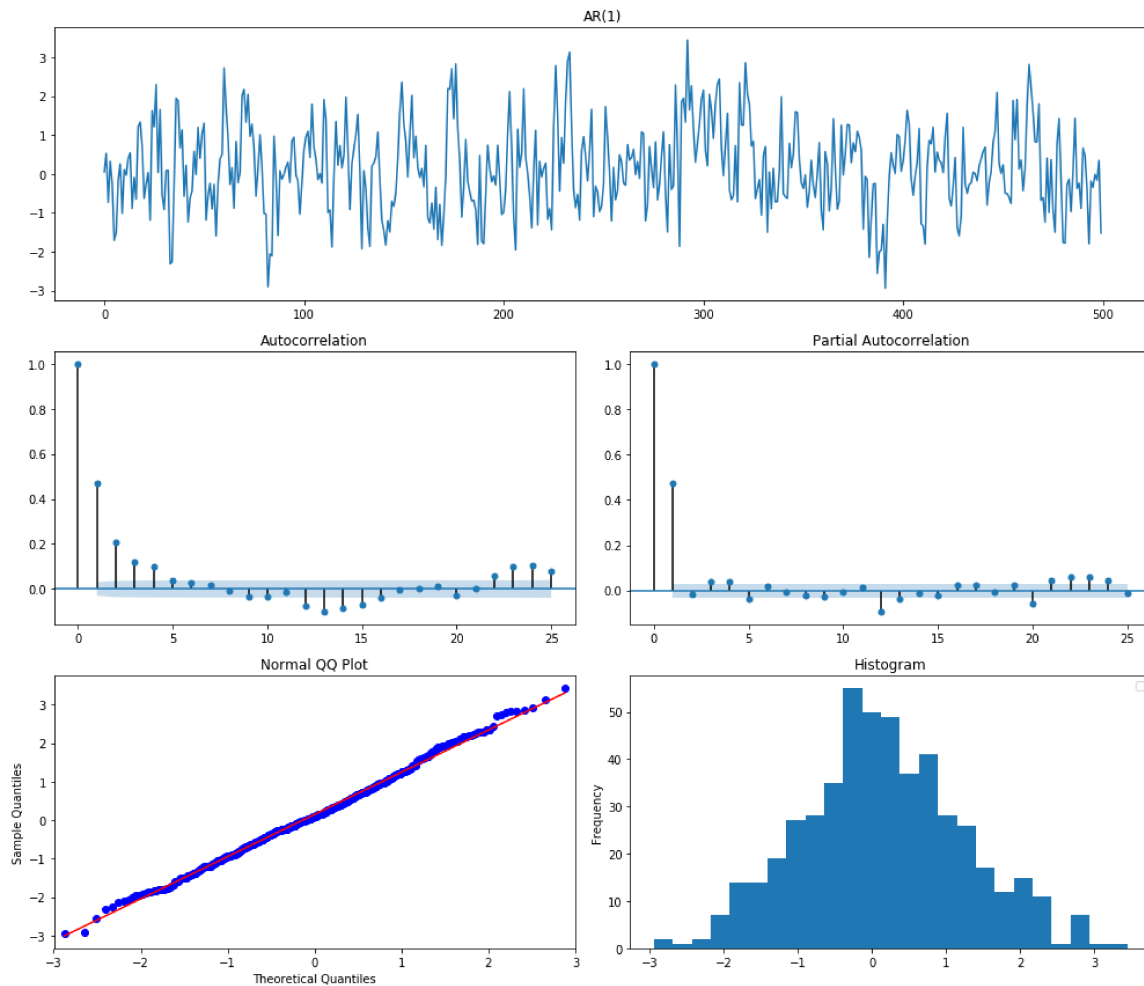 AR(1)
3
2
1
0
−1
−2
−3
0 100 200 300 400 500
Autocorrelation
1.0
0.8
0.6
0.4
0.2
0.0
0 5 10 15 20 25
Partial Autocorrelation
1.0
0.8
0.6
0.4
0.2
0.0
0 5 10 15 20 25
Normal QQ Plot
Sample Quantiles
3
2
1
0
−1
−2
−3
−3 −2 −1 0 1 2 3
Theoretical Quantiles
Histogram
Frequency
50
40
30
20
10
0
−3 −2 −1 0 1 2 3